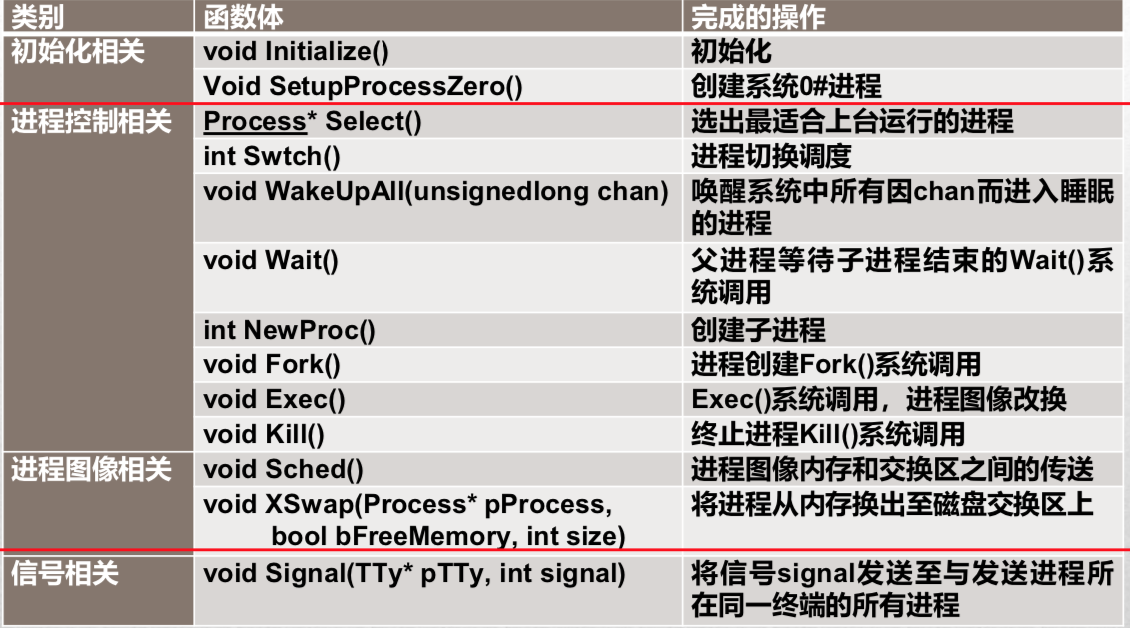 类别 函数体 完成的操作
初始化相关 void Initialize() 初始化
Void SetupProcessZero() 创建系统0#进程
进程控制相关 Process* Select() 选出最适合上台运行的进程
int Swtch() 进程切换调度
void WakeUpAll(unsignedlong chan) 唤醒系统中所有因chan而进入睡眠
的进程
void Wait() 父进程等待子进程结束的Wait()系
统调用
int NewProc() 创建子进程
void Fork() 进程创建Fork()系统调用
void Exec() Exec()系统调用，进程图像改换
void Kill() 终止进程Kill()系统调用
进程图像相关 void Sched() 进程图像内存和交换区之间的传送
void XSwap(Process* pProcess, 将进程从内存换出至磁盘交换区上
bool bFreeMemory, int size)
信号相关 void Signal(TTy* pTTy, int signal) 将信号signal发送至与发送进程所
在同一终端的所有进程